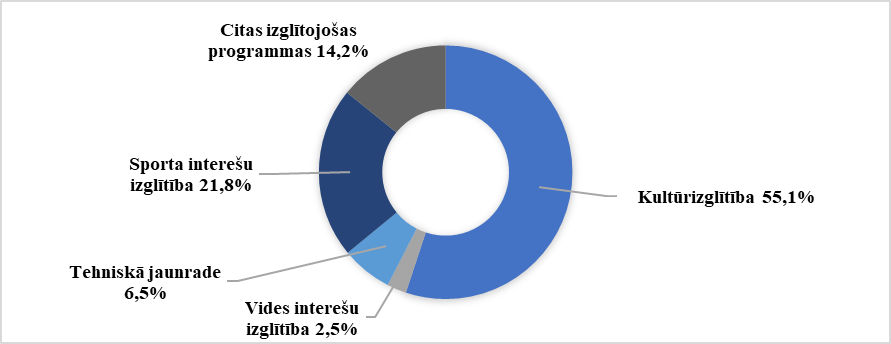 Citas izglītojošas
programmas 14,2%
Sporta interešu
izglītība 21,8%
Kultūrizglītība 55,1%
Tehniskā jaunrade
6,5%
Vides interešu
izglītība 2,5%